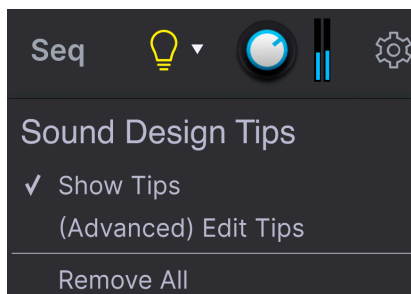 Seq
Sound Design Tips
✓ Show Tips
(Advanced) Edit Tips
Remove All